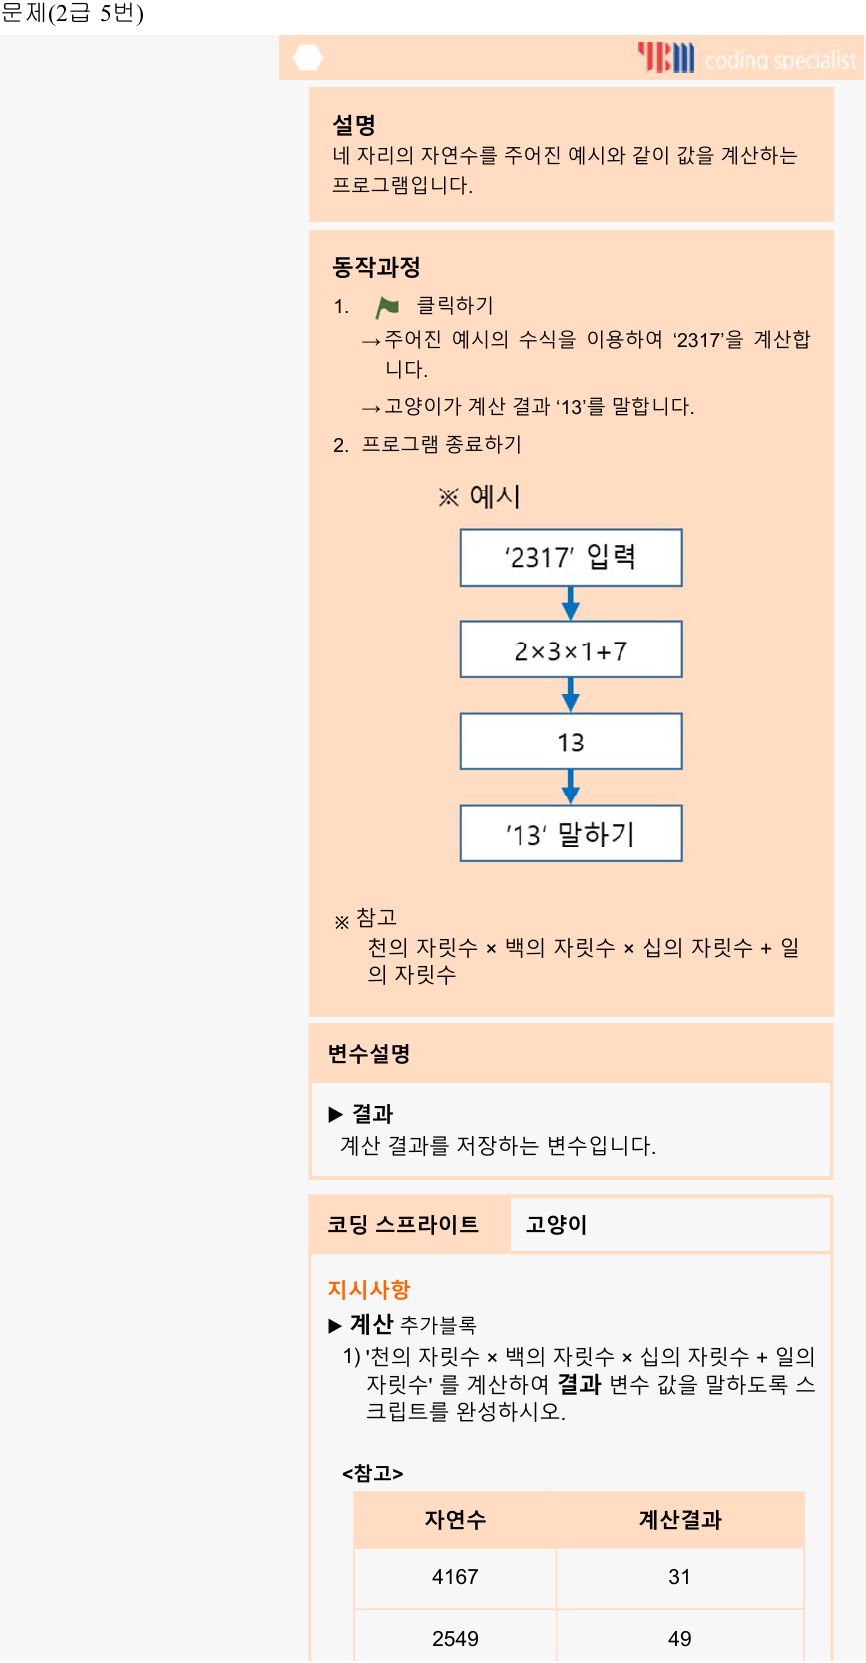 문제(2급 5번)
YBM coding specialist
설명
네 자리의 자연수를 주어진 예시와 같이 값을 계산하는
프로그램입니다.
동작과정
1. 클릭하기
→주어진 예시의 수식을 이용하여 ‘2317’을 계산합
니다.
→고양이가 계산 결과 ‘13’를 말합니다.
2. 프로그램 종료하기
※ 예시
‘2317’ 입력
2×3×1+7
13
’13‘ 말하기
※ 참고
천의 자릿수 × 백의 자릿수 × 십의 자릿수 + 일
의 자릿수
변수설명
▶ 결과
계산 결과를 저장하는 변수입니다.
코딩 스프라이트 고양이
지시사항
▶ 계산 추가블록
1) '천의 자릿수 × 백의 자릿수 × 십의 자릿수 + 일의
자릿수' 를 계산하여 결과 변수 값을 말하도록 스
크립트를 완성하시오.
<참고>
자연수 계산결과
4167 31
2549 49